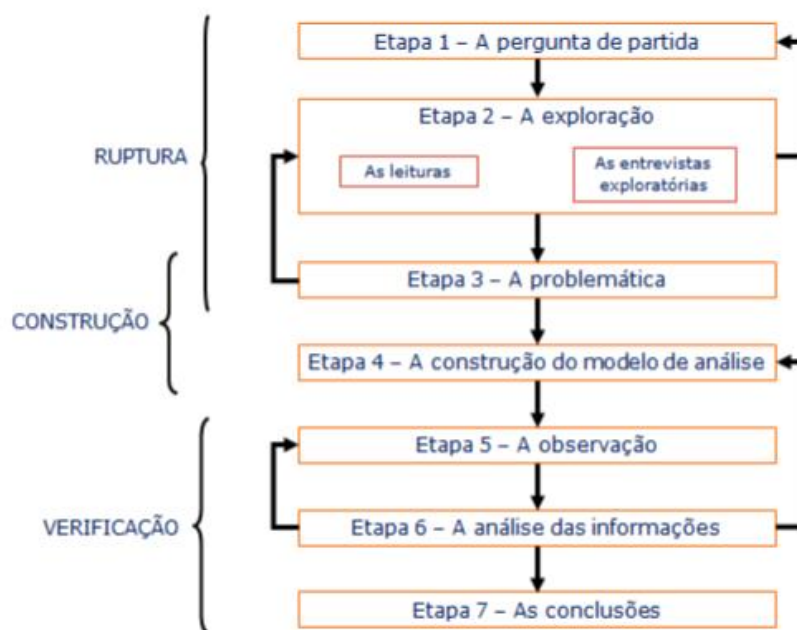 Etapa 1 – A pergunta de partida
Etapa 2 – A exploração
RUPTURA
As leituras
As entrevistas
exploratórias
Etapa 3 – A problemática
CONSTRUÇÃO
Etapa 4 – A construção do modelo de análise
Etapa 5 – A observação
VERIFICAÇÃO
Etapa 6 – A análise das informações
Etapa 7 – As conclusões